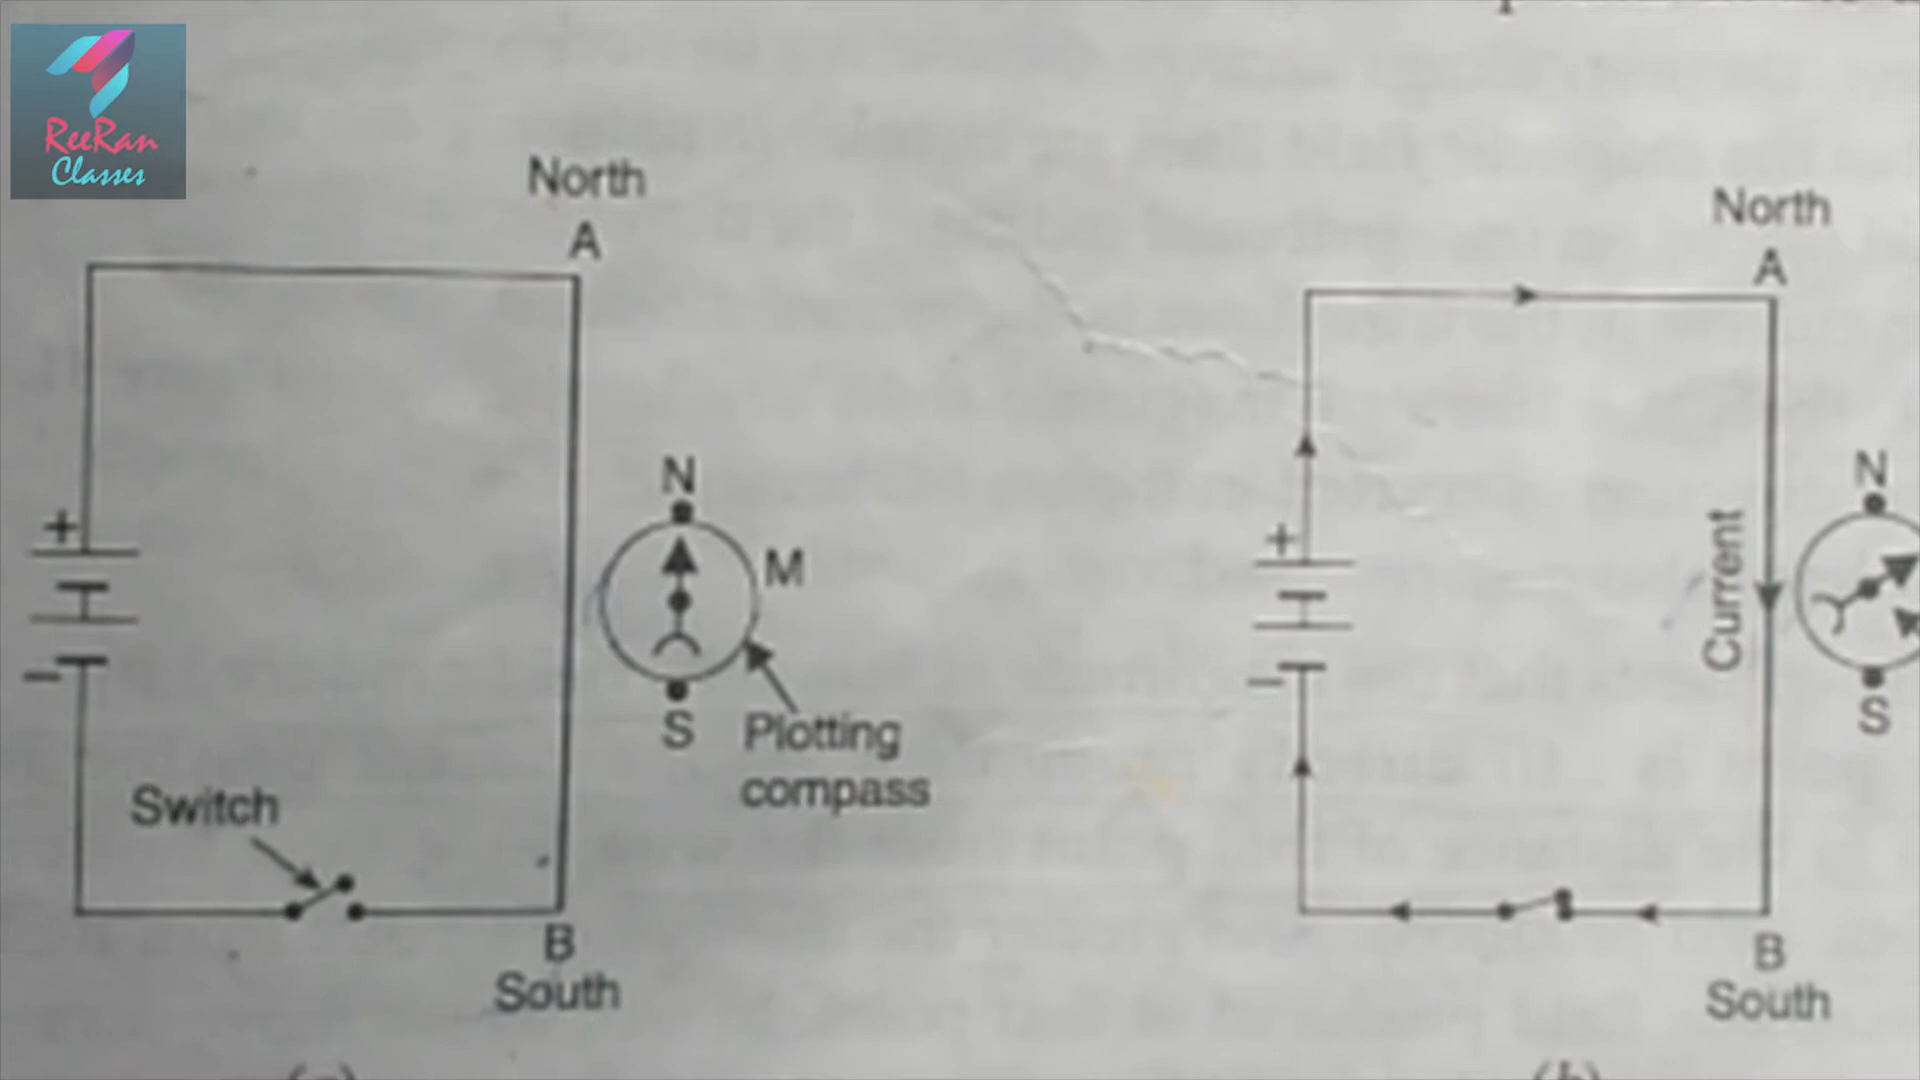 ReeRan
Classes
North
A
+
−
N
M
S
Plotting
compass
Switch
B
South
North
A
+
−
Current
N
S
B
South